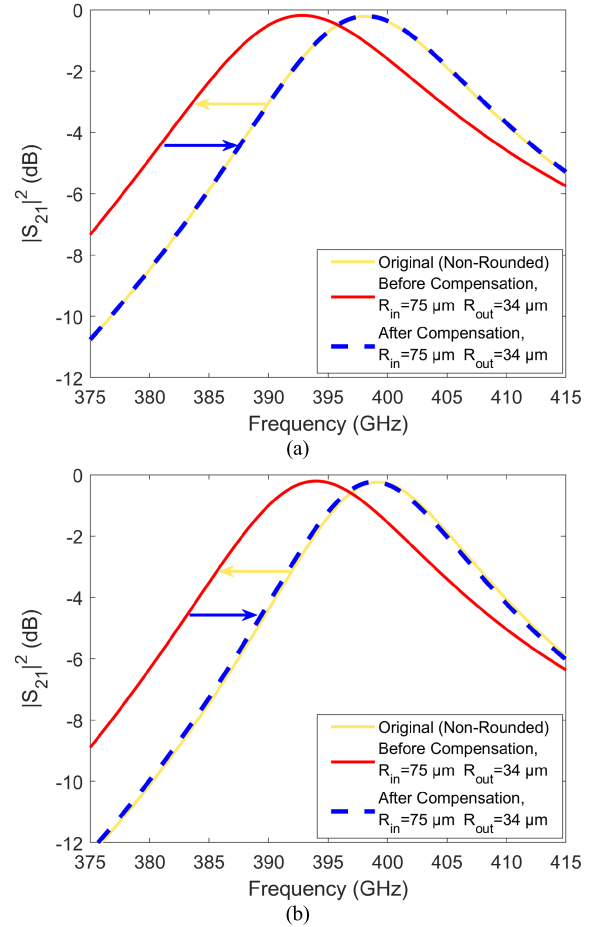 0
-2
-4
-6
-8
-10
-12
|S21|² (dB)
Original (Non-Rounded)
Before Compensation,
Rin=75 µm Rout=34 µm
After Compensation,
Rin=75 µm Rout=34 µm
375 380 385 390 395 400 405 410 415
Frequency (GHz)
(a)
0
-2
-4
-6
-8
-10
-12
|S21|² (dB)
Original (Non-Rounded)
Before Compensation,
Rin=75 µm Rout=34 µm
After Compensation,
Rin=75 µm Rout=34 µm
375 380 385 390 395 400 405 410 415
Frequency (GHz)
(b)